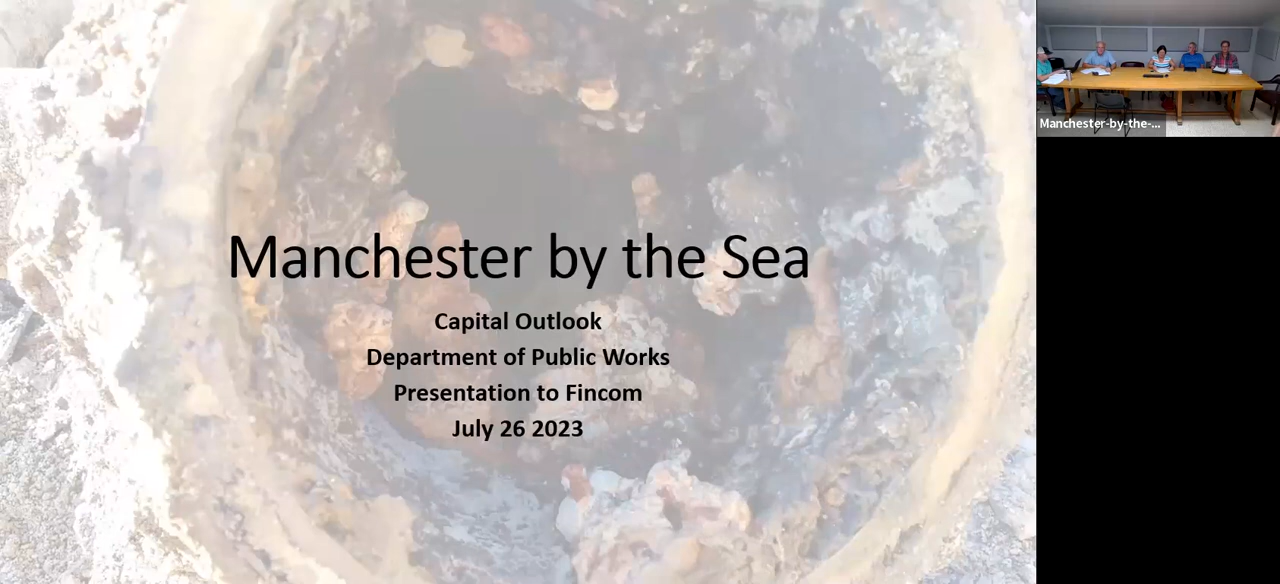 Manchester by the Sea
Capital Outlook
Department of Public Works
Presentation to Fincom
July 26 2023
Manchester-by-the-...